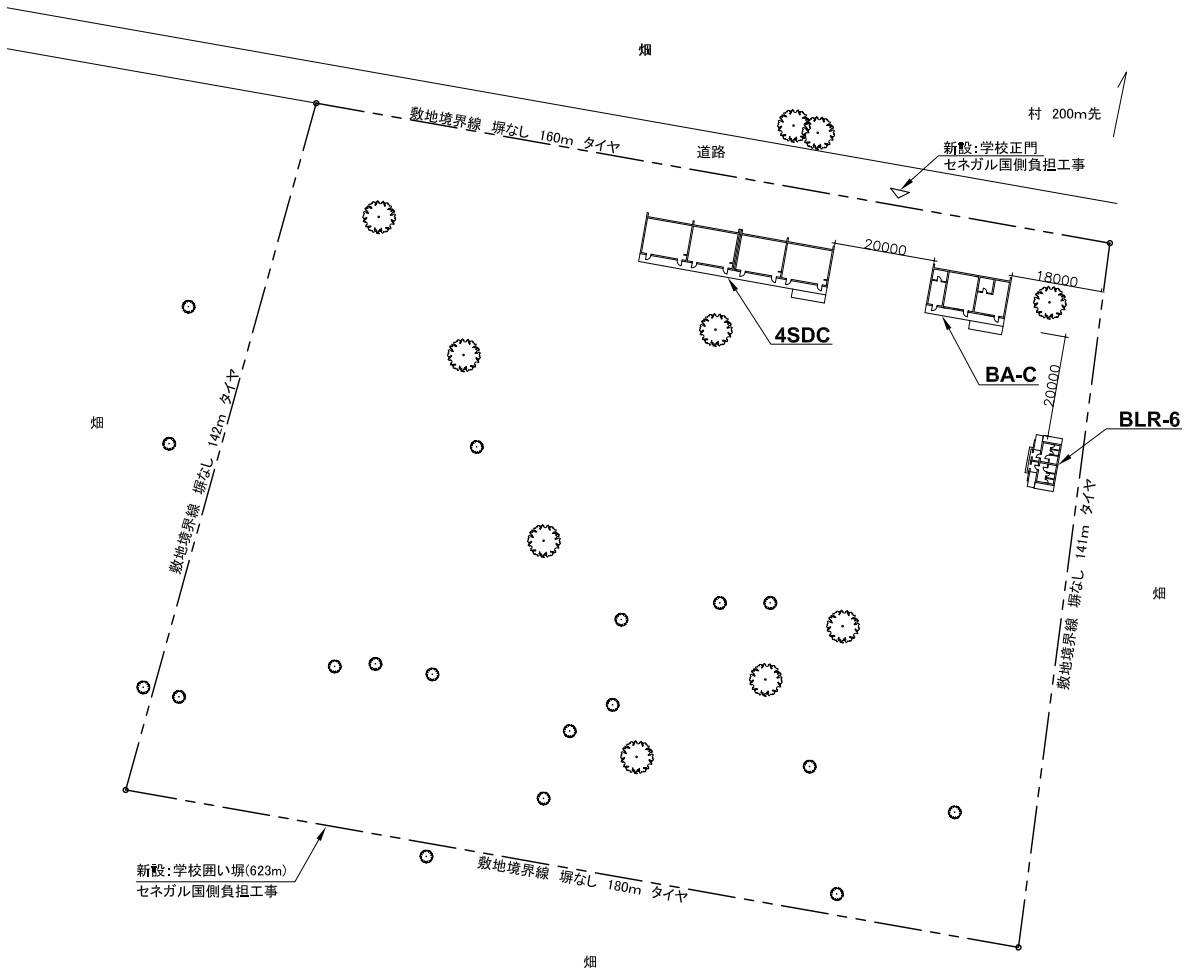 畑
村 200m先
敷地境界線 塀なし 160m タイヤ
道路
新設:学校正門
セネガル国側負担工事
20000
18000
4SDC
BA-C
20000
BLR-6
敷地境界線 塀なし 142m タイヤ
畑
敷地境界線 塀なし 141m タイヤ
畑
新設:学校囲い塀(623m)
セネガル国側負担工事
敷地境界線 塀なし 180m タイヤ
畑